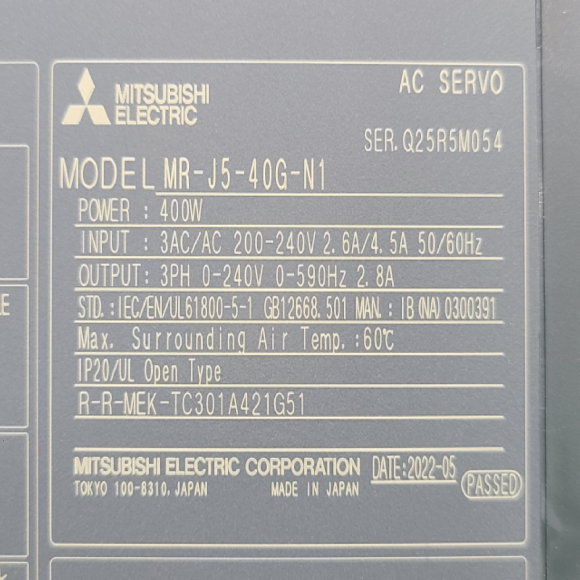 MITSUBISHI
ELECTRIC
AC SERVO
SER. Q25R5M054
MODEL MR-J5-40G-N1
POWER : 400W
INPUT : 3AC/AC 200-240V 2.6A/4.5A 50/60Hz
OUTPUT: 3PH 0-240V 0-590Hz 2.8A
STD.: IEC/EN/UL61800-5-1 GB12668.501 MAN.: IB(NA)0300391
Max. Surrounding Air Temp.:60℃
IP20/UL Open Type
R-R-MEK-TC301A421G51
MITSUBISHI ELECTRIC CORPORATION DATE:2022-05
TOKYO 100-8310, JAPAN MADE IN JAPAN PASSED